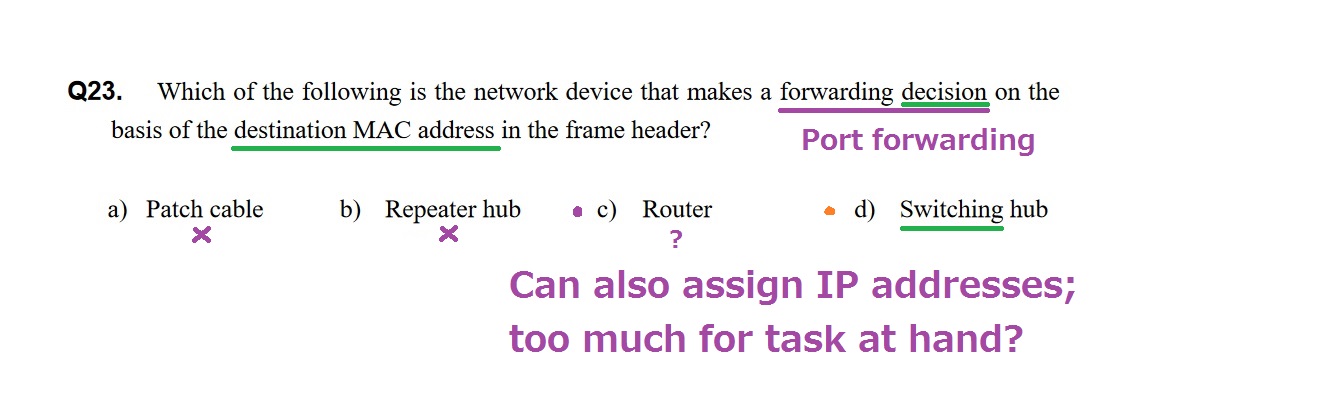 Q23. Which of the following is the network device that makes a forwarding decision on the
basis of the destination MAC address in the frame header?
Port forwarding
a) Patch cable b) Repeater hub c) Router d) Switching hub
?
Can also assign IP addresses;
too much for task at hand?